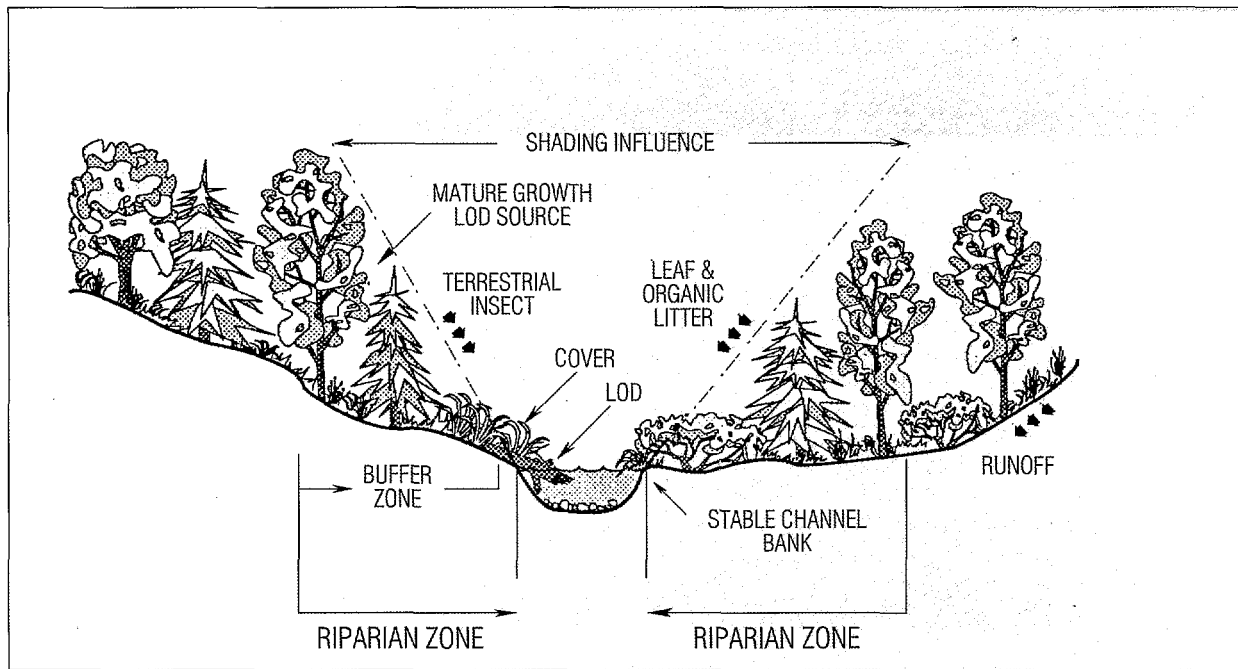 SHADING INFLUENCE
MATURE GROWTH
LOD SOURCE
TERRESTRIAL
INSECT
LEAF &
ORGANIC
LITTER
COVER
LOD
RUNOFF
BUFFER
ZONE
STABLE CHANNEL
BANK
RIPARIAN ZONE
RIPARIAN ZONE